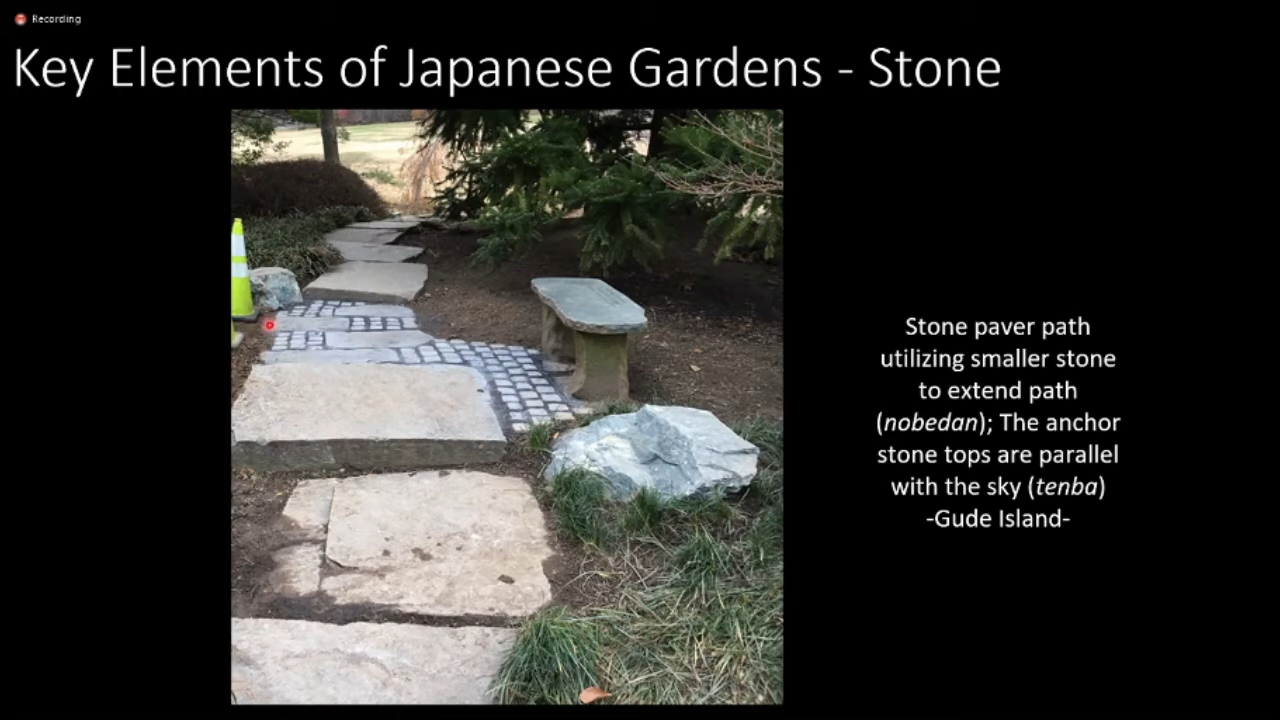 Recording
Key Elements of Japanese Gardens - Stone
Stone paver path
utilizing smaller stone
to extend path
(nobedan); The anchor
stone tops are parallel
with the sky (tenba)
-Gude Island-